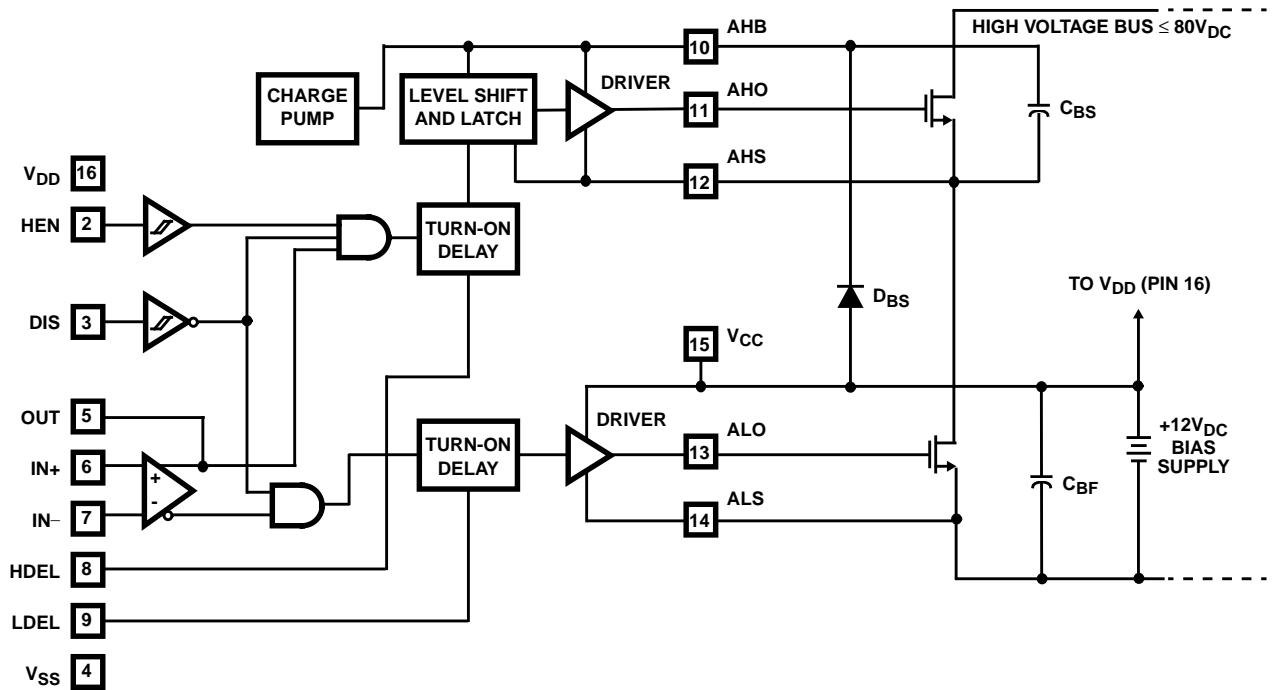 AHB
10
HIGH VOLTAGE BUS ≤ 80VDC
CHARGE
PUMP
LEVEL SHIFT
AND LATCH
DRIVER
AHO
11
CBS
AHS
12
VDD 16
HEN 2
TURN-ON
DELAY
DIS 3
DBS
TO VDD (PIN 16)
15
VCC
OUT 5
IN+ 6
+
-
IN– 7
TURN-ON
DELAY
DRIVER
ALO
13
ALS
14
CBF
+12VDC
BIAS
SUPPLY
HDEL 8
LDEL 9
VSS 4